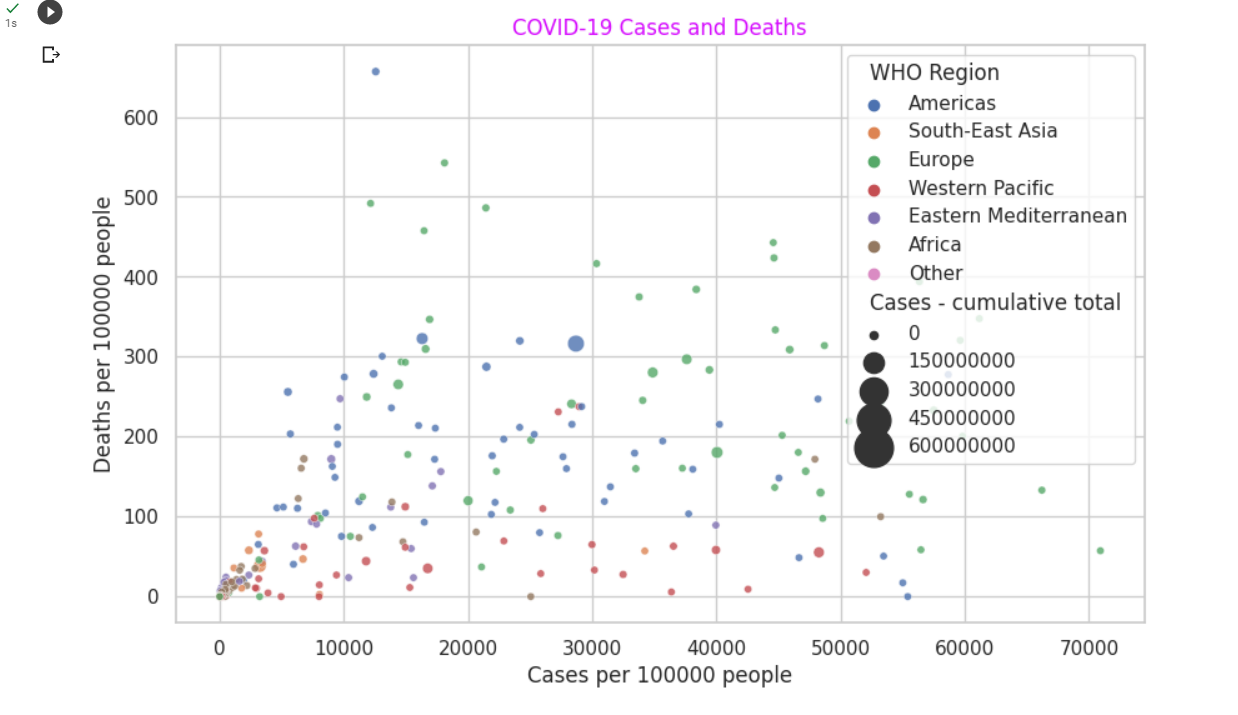 1s
COVID-19 Cases and Deaths
WHO Region
Americas
South-East Asia
Europe
Western Pacific
Eastern Mediterranean
Africa
Other
Cases - cumulative total
0
150000000
300000000
450000000
600000000
Deaths per 100000 people
600
500
400
300
200
100
0
0 10000 20000 30000 40000 50000 60000 70000
Cases per 100000 people